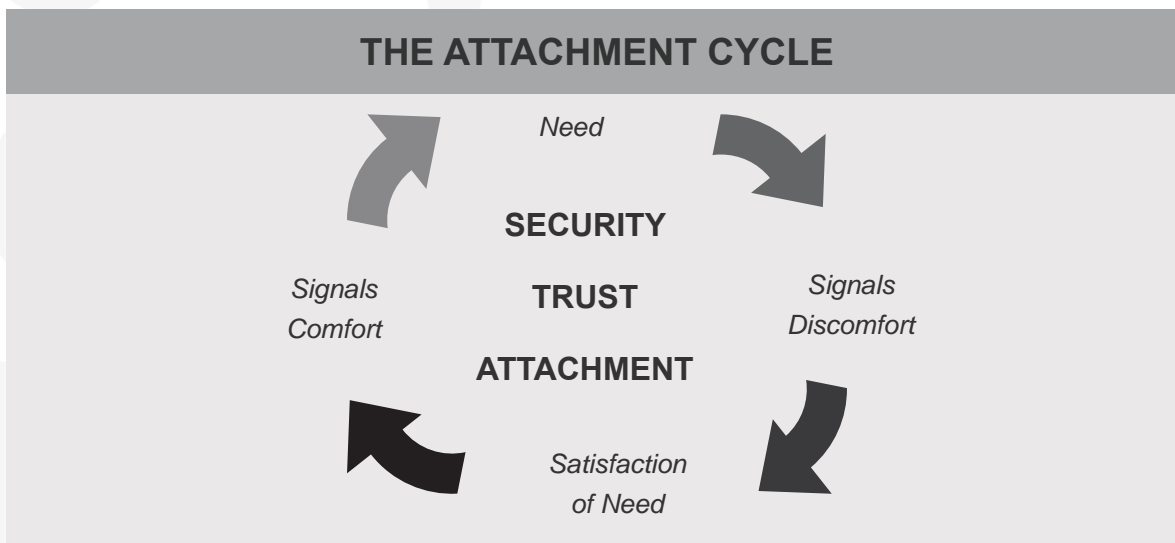 THE ATTACHMENT CYCLE
Need
SECURITY
TRUST
ATTACHMENT
Signals
Discomfort
Satisfaction
of Need
Signals
Comfort